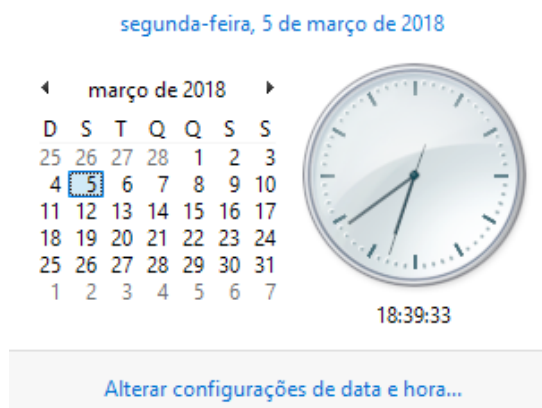 segunda-feira, 5 de março de 2018
março de 2018
D S T Q Q S S
25 26 27 28 1 2 3
4 5 6 7 8 9 10
11 12 13 14 15 16 17
18 19 20 21 22 23 24
25 26 27 28 29 30 31
1 2 3 4 5 6 7
18:39:33
Alterar configurações de data e hora...